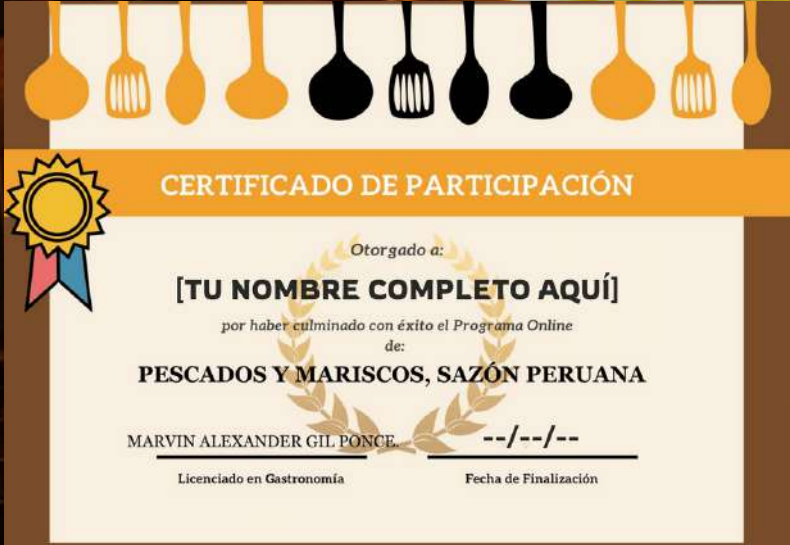 CERTIFICADO DE PARTICIPACIÓN
Otorgado a:
[TU NOMBRE COMPLETO AQUÍ]
por haber culminado con éxito el Programa Online
de:
PESCADOS Y MARISCOS, SAZÓN PERUANA
MARVIN ALEXANDER GIL PONCE.
--/--/--
Licenciado en Gastronomía
Fecha de Finalización